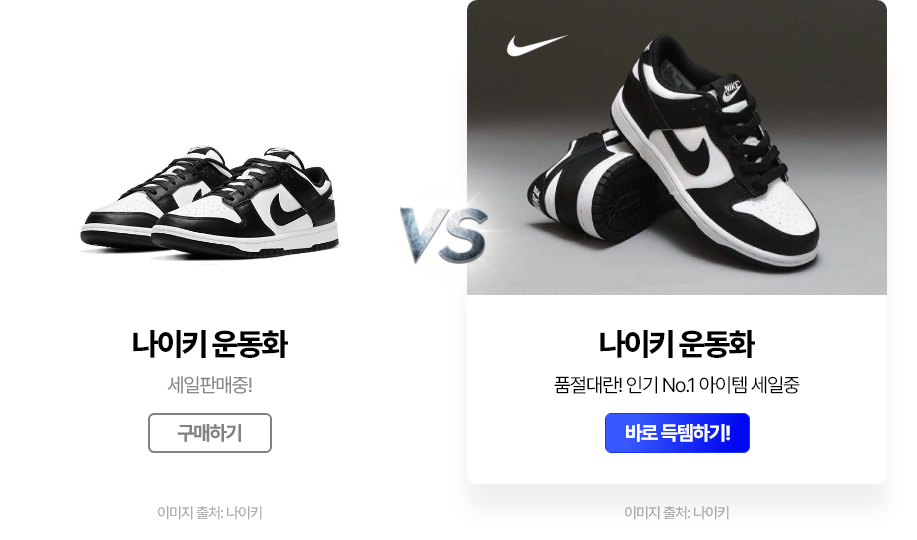 나이키 운동화
세일판매중!
구매하기
이미지 출처: 나이키
VS
NIKE
NIKE
나이키 운동화
품절대란! 인기 No.1 아이템 세일중
바로 득템하기!
이미지 출처: 나이키